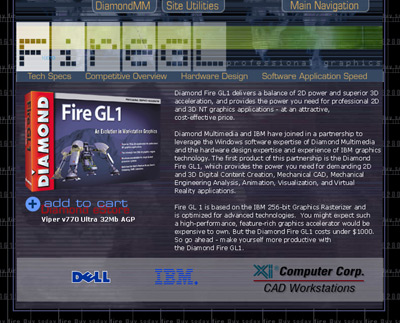 DiamondMM
Site Utilities
Main Navigation
professional graphics
Tech Specs
Competitive Overview
Hardware Design
Software Application Speed
DIAMOND
Fire GL1
An Evolution in Workstation Graphics
Diamond Fire GL1 delivers a balance of 2D power and superior 3D
acceleration, and provides the power you need for professional 2D
and 3D NT graphics applications - at an attractive,
cost-effective price.
Diamond Multimedia and IBM have joined in a partnership to
leverage the Windows software expertise of Diamond Multimedia
and the hardware design expertise and experience of IBM graphics
technology. The first product of this partnership is the Diamond
Fire GL1, which provides the power you need for demanding 2D
and 3D Digital Content Creation, Mechanical CAD, Mechanical
Engineering Analysis, Animation, Visualization, and Virtual
Reality applications.
Fire GL 1 is based on the IBM 256-bit Graphics Rasterizer and
is optimized for advanced technologies. You might expect such
a high-performance, feature-rich graphics accelerator would be
expensive to own. But the Diamond Fire GL1 costs under $1000.
So go ahead - make yourself more productive with
the Diamond Fire GL1.
add to cart
Viper v770 Ultra 32Mb AGP
DELL
IBM.
Xi Computer Corp.
CAD Workstations